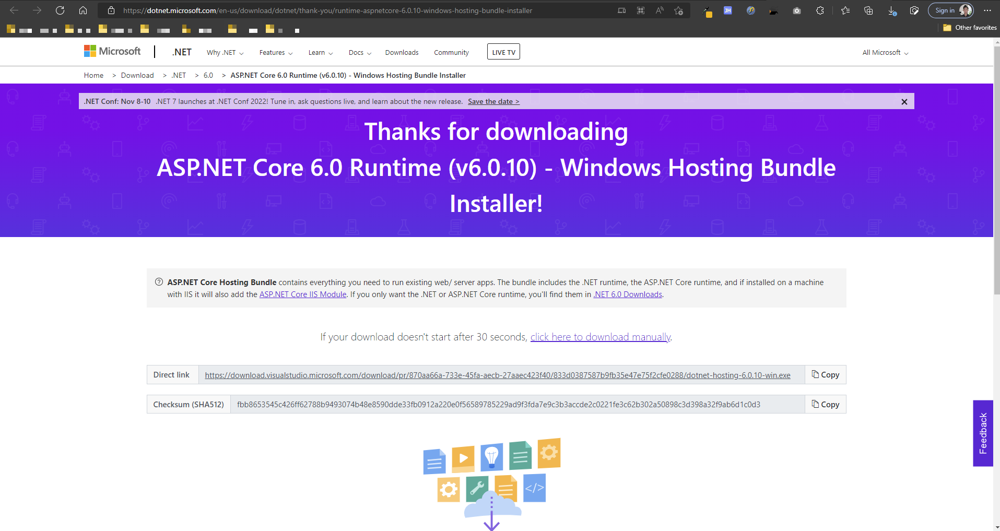 https://dotnet.microsoft.com/en-us/download/dotnet/thank-you/runtime-aspnetcore-6.0.10-windows-hosting-bundle-installer
JH
Sign in
Other favorites
Microsoft
.NET
Why .NET
Features
Learn
Docs
Downloads
Community
LIVE TV
All Microsoft
Home > Download > .NET > 6.0 > ASP.NET Core 6.0 Runtime (v6.0.10) - Windows Hosting Bundle Installer
.NET Conf: Nov 8-10 .NET 7 launches at .NET Conf 2022! Tune in, ask questions live, and learn about the new release. Save the date >
Thanks for downloading
ASP.NET Core 6.0 Runtime (v6.0.10) - Windows Hosting Bundle
Installer!
ASP.NET Core Hosting Bundle contains everything you need to run existing web/ server apps. The bundle includes the .NET runtime, the ASP.NET Core runtime, and if installed on a machine
with IIS it will also add the ASP.NET Core IIS Module. If you only want the .NET or ASP.NET Core runtime, you'll find them in .NET 6.0 Downloads.
If your download doesn't start after 30 seconds, click here to download manually.
Direct link
https://download.visualstudio.microsoft.com/download/pr/870aa66a-733e-45fa-aecb-27aaec423f40/833d0387587b9fb35e47e75f2cfe0288/dotnet-hosting-6.0.10-win.exe
Copy
Checksum (SHA512)
fbb8653545c426ff62788b9493074b48e8590dde33fb0912a220e0f56589785229ad9f3fda7e9c3b3accde2c0221fe3c62b302a50898c3d398a32f9ab6d1c0d3
Copy
Feedback